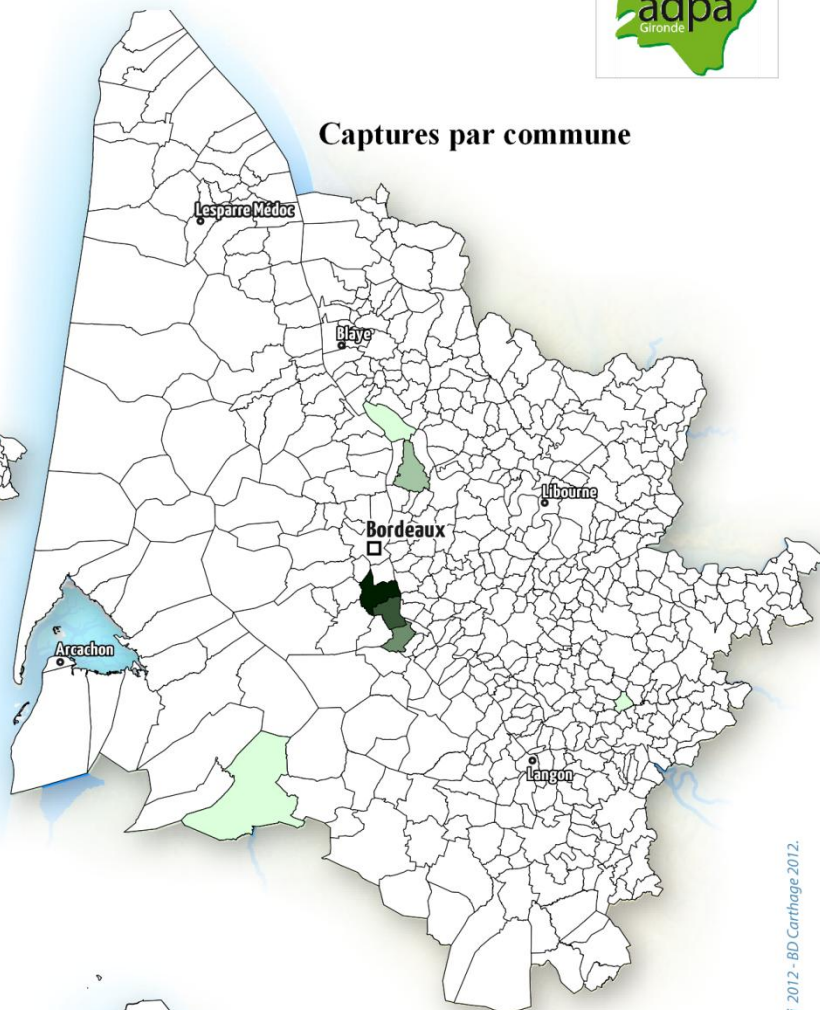 adpa
Gironde
Captures par commune
Lesparre Médoc
Blaye
Libourne
Bordeaux
Arcachon
Langon
2012 - BD Carthage 2012.